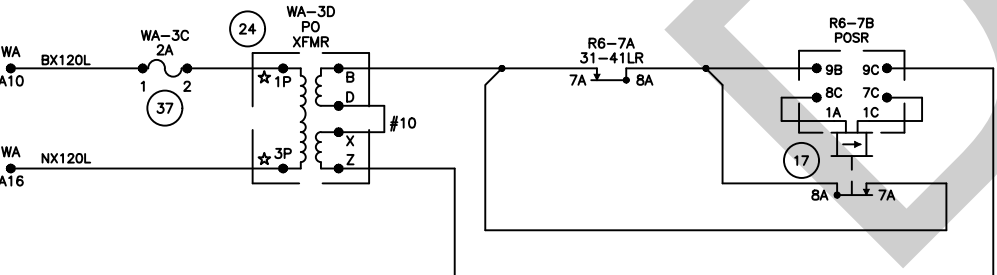 WA-3D
PO
XFMR
24
WA-3C
2A
R6-7B
POSR
R6-7A
31-41LR
WA
A10
BX120L
1
2
37
☆ 1P
B
D
#10
X
Z
7A
8A
9B
9C
8C
7C
1A
1C
17
8A
7A
WA
A16
NX120L
☆ 3P